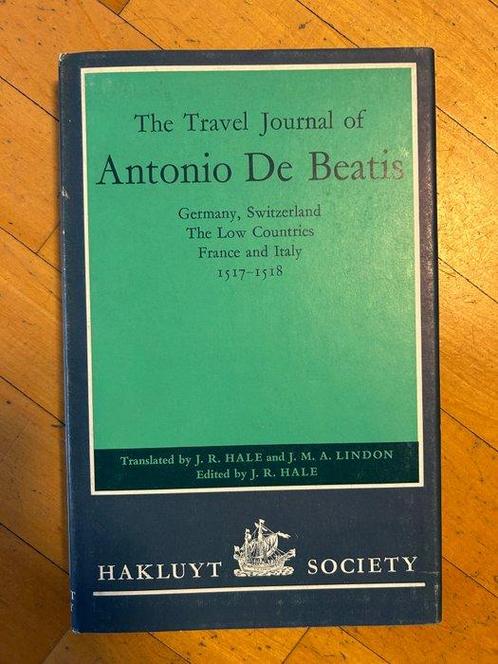 The Travel Journal of
Antonio De Beatis
Germany, Switzerland
The Low Countries
France and Italy
1517-1518
Translated by J. R. HALE and J. M. A. LINDON
Edited by J. R. HALE
HAKLUYT SOCIETY